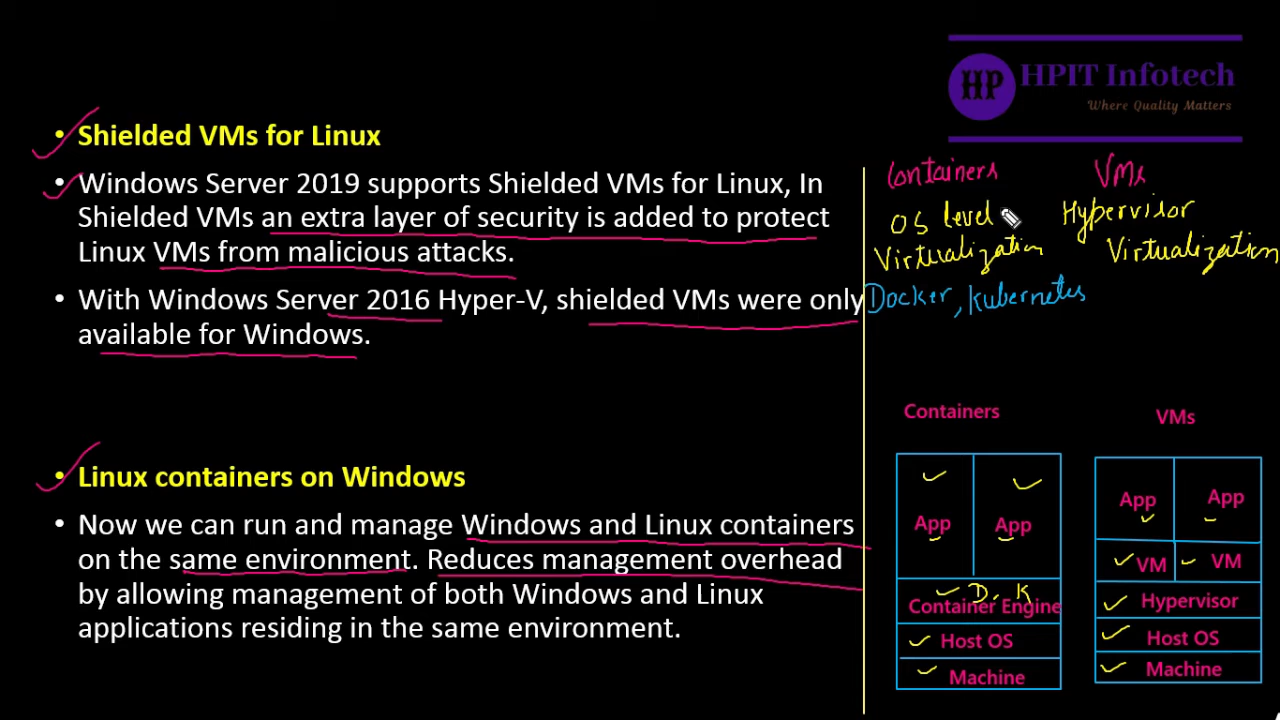 HP HPIT Infotech
Where Quality Matters
• Shielded VMs for Linux
• Windows Server 2019 supports Shielded VMs for Linux, In
Shielded VMs an extra layer of security is added to protect
Linux VMs from malicious attacks.
• With Windows Server 2016 Hyper-V, shielded VMs were only
available for Windows.
• Linux containers on Windows
• Now we can run and manage Windows and Linux containers
on the same environment. Reduces management overhead
by allowing management of both Windows and Linux
applications residing in the same environment.
Containers VMs
OS level Hypervisor
Virtualization Virtualization
Docker, Kubernetes
Containers
App App
D. K
Container Engine
Host OS
Machine
VMs
App App
VM VM
Hypervisor
Host OS
Machine